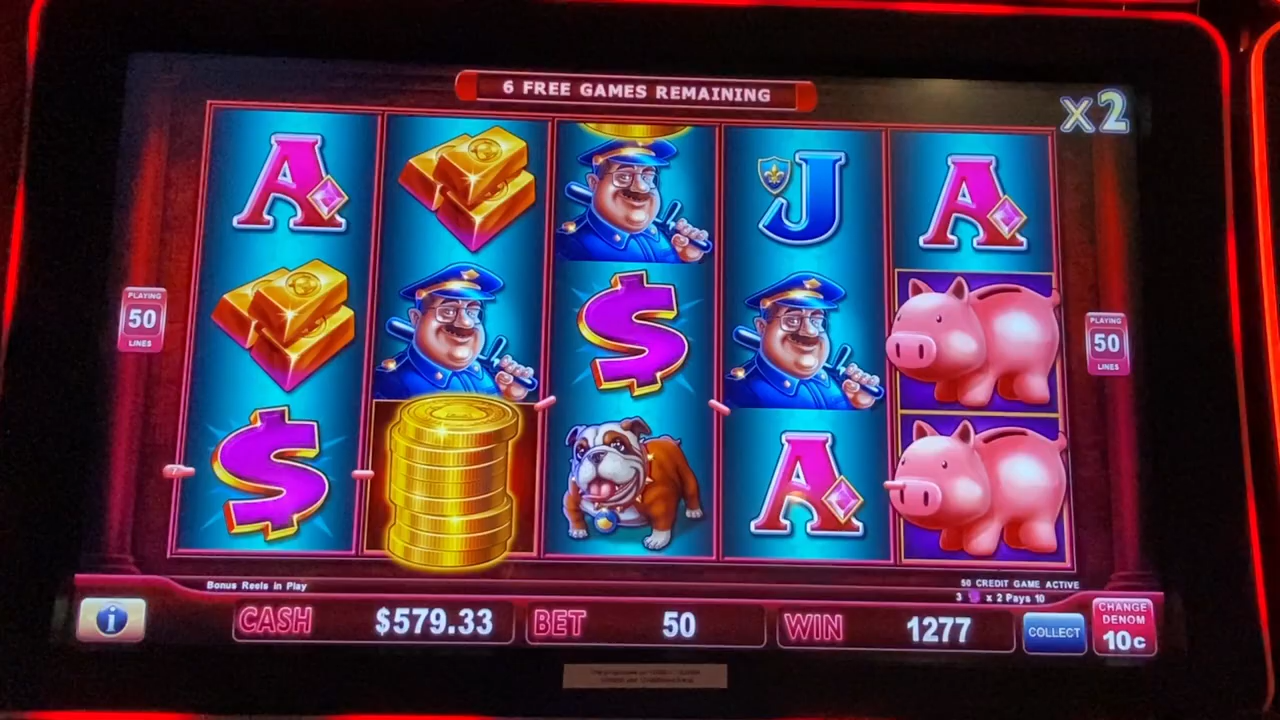 6 FREE GAMES REMAINING
x2
A
J
A
PLAYING
50
LINES
$
PLAYING
50
LINES
$
A
Bonus Reels in Play
50 CREDIT GAME ACTIVE
3 x 2 Pays 10
i
CASH $579.33
BET 50
WIN 1277
COLLECT
CHANGE
DENOM
10c